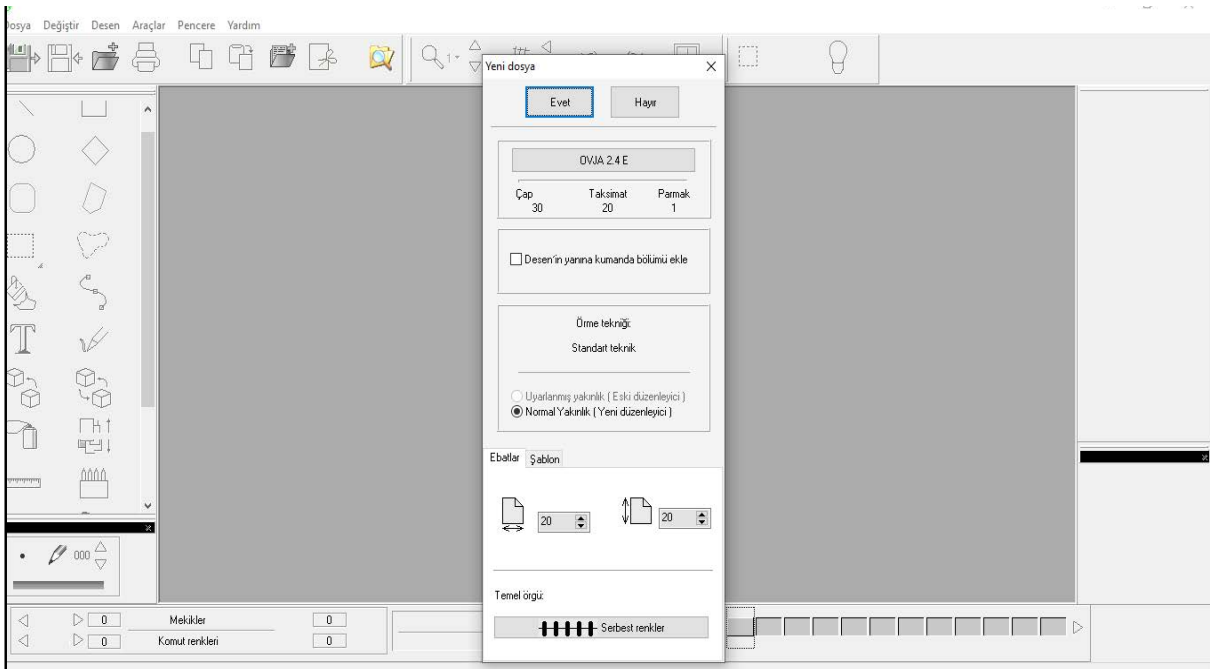 Dosya Değiştir Desen Araçlar Pencere Yardım
1
Yeni dosya
Evet Hayır
OVJA 2.4 E
Çap Taksimat Parmak
30 20 1
Desen'in yanına kumanda bölümü ekle
Örme tekniği:
Standart teknik
Uyarlanmış yakınlık ( Eski düzenleyici )
Normal Yakınlık ( Yeni düzenleyici )
Ebatlar Şablon
20 20
000
Temel örgü:
Serbest renkler
0 Mekikler 0
0 Komut renkleri 0